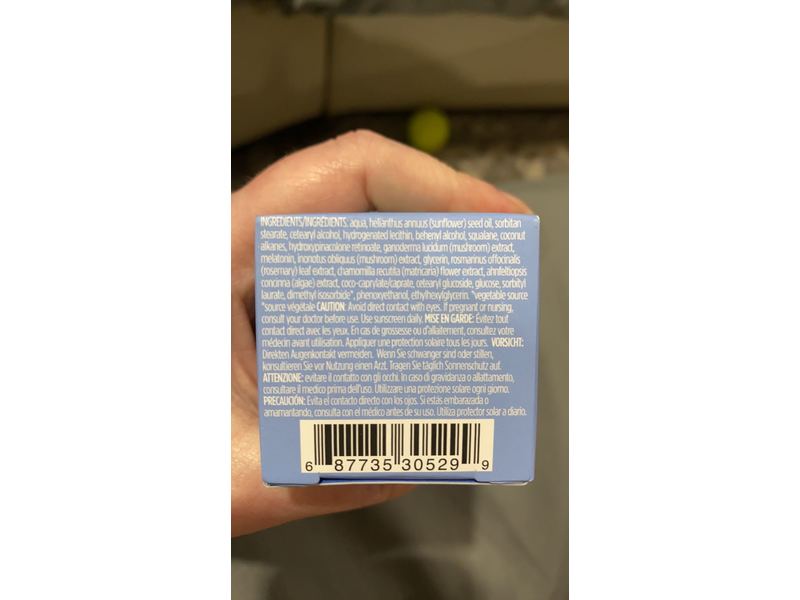 INGREDIENTS/INGRÉDIENTS: aqua, helianthus annuus (sunflower) seed oil, sorbitan
stearate, cetearyl alcohol, hydrogenated lecithin, behenyl alcohol, squalane, coconut
alkanes, hydroxypinacolone retinoate, ganoderma lucidum (mushroom) extract,
melatonin, inonotus obliquus (mushroom) extract, glycerin, rosmarinus officinalis
(rosemary) leaf extract, chamomilla recutita (matricaria) flower extract, ahnfeltiopsis
concinna (algae) extract, coco-caprylate/caprate, cetearyl glucoside, glucose, sorbityl
laurate, dimethyl isosorbide*, phenoxyethanol, ethylhexylglycerin. *vegetable source
*source végétale CAUTION: Avoid direct contact with eyes. If pregnant or nursing,
consult your doctor before use. Use sunscreen daily. MISE EN GARDE: Évitez tout
contact direct avec les yeux. En cas de grossesse ou d'allaitement, consultez votre
médecin avant utilisation. Appliquer une protection solaire tous les jours. VORSICHT:
Direkten Augenkontakt vermeiden. Wenn Sie schwanger sind oder stillen,
konsultieren Sie vor Nutzung einen Arzt. Tragen Sie täglich Sonnenschutz auf.
ATTENZIONE: evitare il contatto con gli occhi. In caso di gravidanza o allattamento,
consultare il medico prima dell'uso. Utilizzare una protezione solare ogni giorno.
PRECAUCIÓN: Evita el contacto directo con los ojos. Si estás embarazada o
amamantando, consulta con el médico antes de su uso. Utiliza protector solar a diario.
6 87735 30529 9